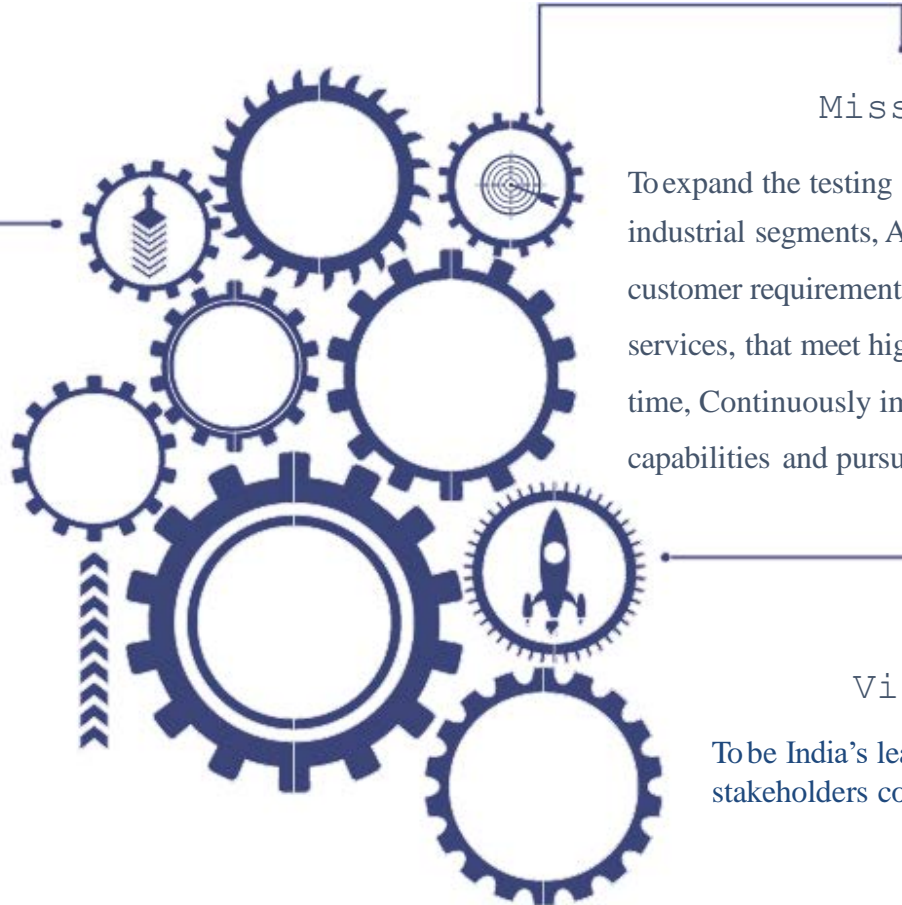 Miss
To expand the testing
industrial segments, A
customer requirement
services, that meet hig
time, Continuously in
capabilities and pursu
Vi
To be India's lea
stakeholders co